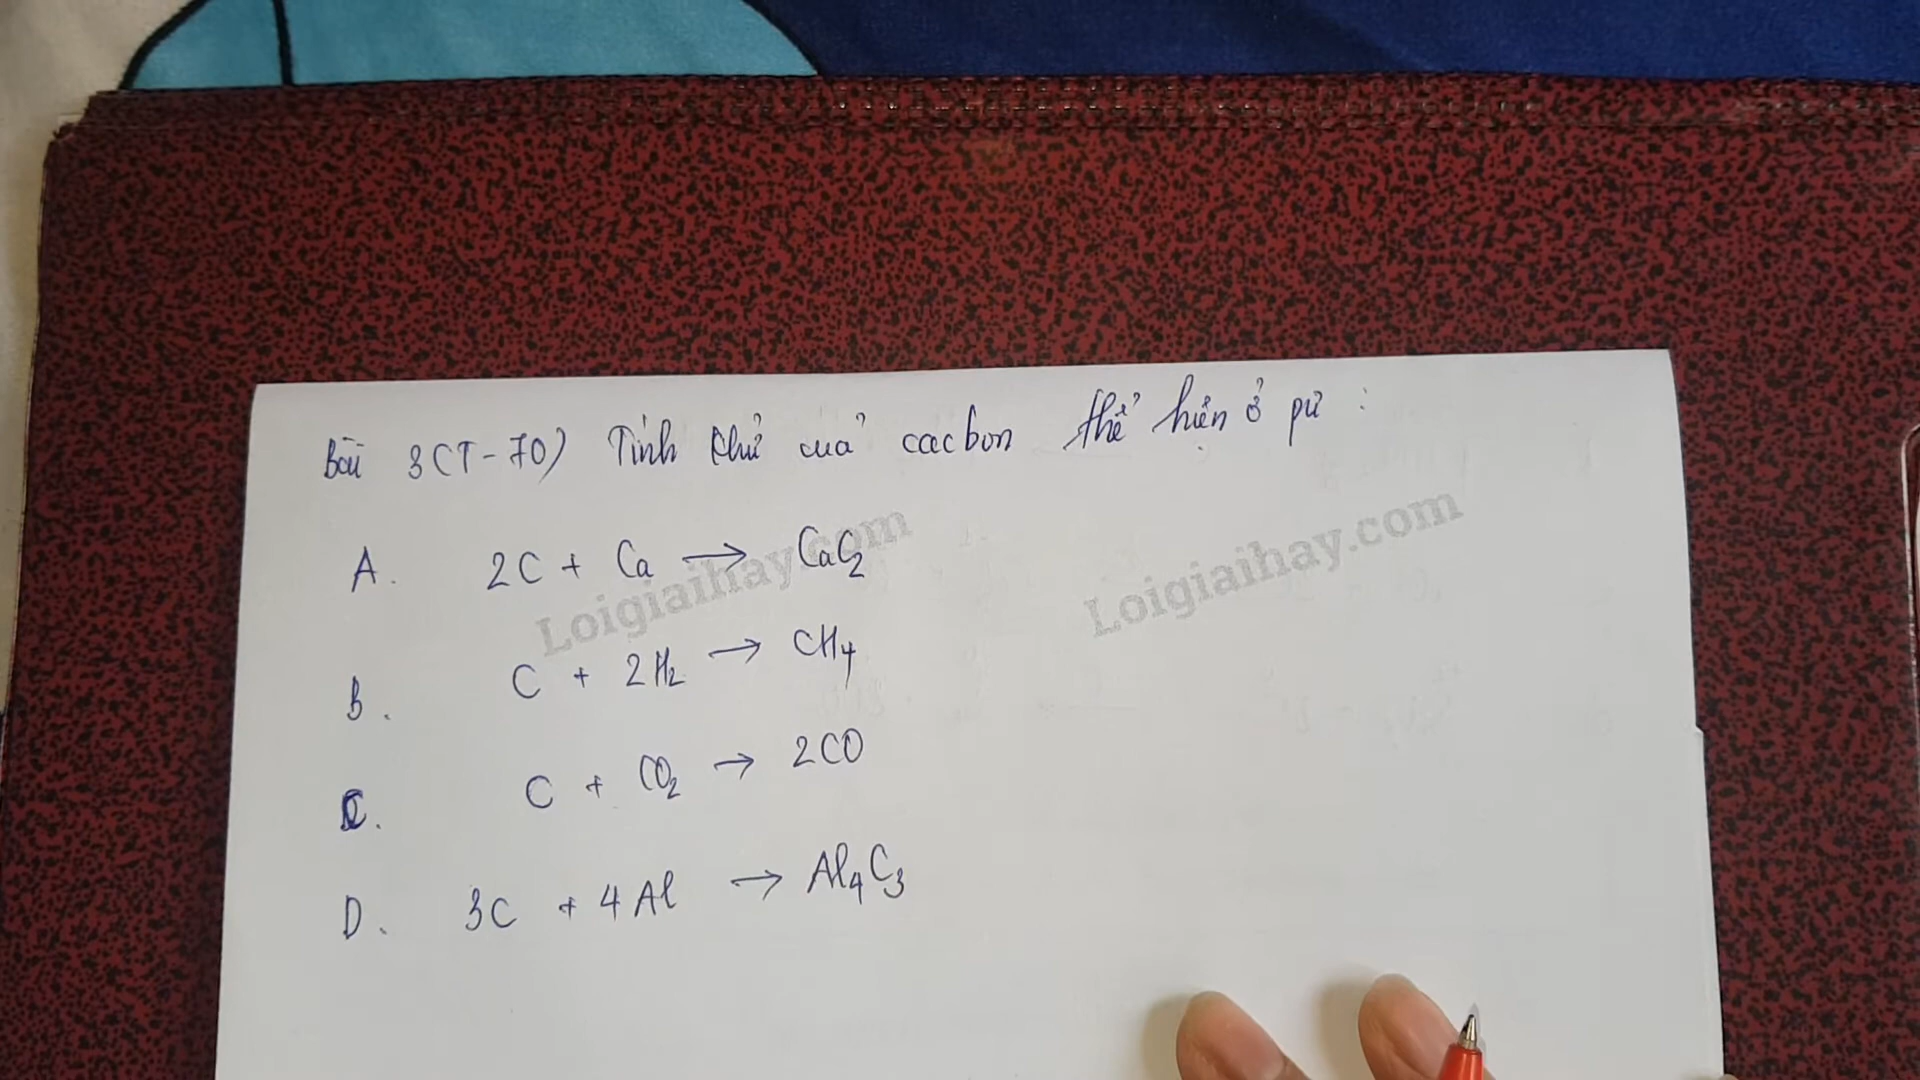 Bài 3(T-70) Tính khử của cacbon thể hiện ở pư :
A. 2C + Ca → CaC₂
Loigiaihay.com Loigiaihay.com
B. C + 2H₂ → CH₄
C. C + CO₂ → 2CO
D. 3C + 4Al → Al₄C₃